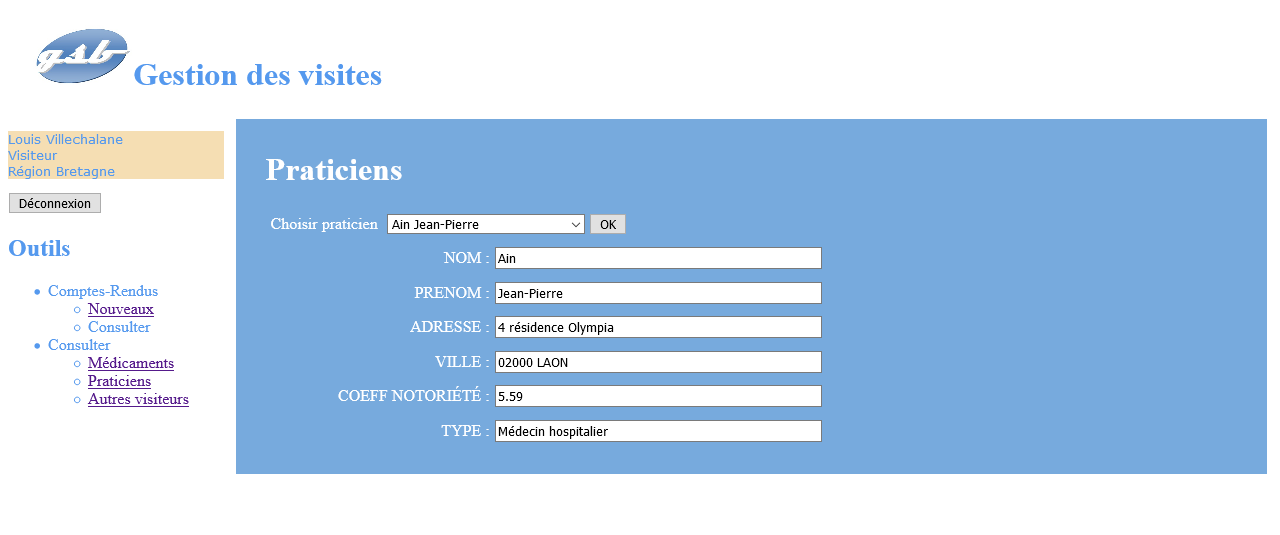 gsb Gestion des visites
Louis Villechalane
Visiteur
Région Bretagne
Déconnexion
Outils
Comptes-Rendus
Nouveaux
Consulter
Consulter
Médicaments
Praticiens
Autres visiteurs
Praticiens
Choisir praticien Ain Jean-Pierre OK
NOM : Ain
PRENOM : Jean-Pierre
ADRESSE : 4 résidence Olympia
VILLE : 02000 LAON
COEFF NOTORIÉTÉ : 5.59
TYPE : Médecin hospitalier